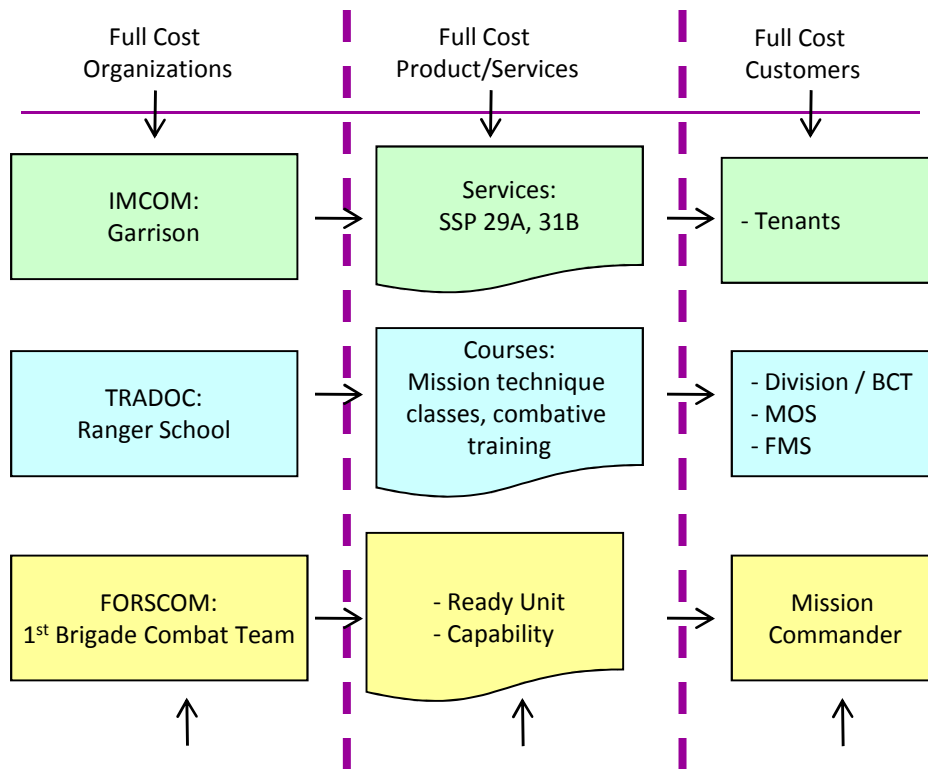 Full Cost
Organizations
Full Cost
Product/Services
Full Cost
Customers
IMCOM:
Garrison
Services:
SSP 29A, 31B
- Tenants
TRADOC:
Ranger School
Courses:
Mission technique
classes, combative
training
- Division / BCT
- MOS
- FMS
FORSCOM:
1st Brigade Combat Team
- Ready Unit
- Capability
Mission
Commander